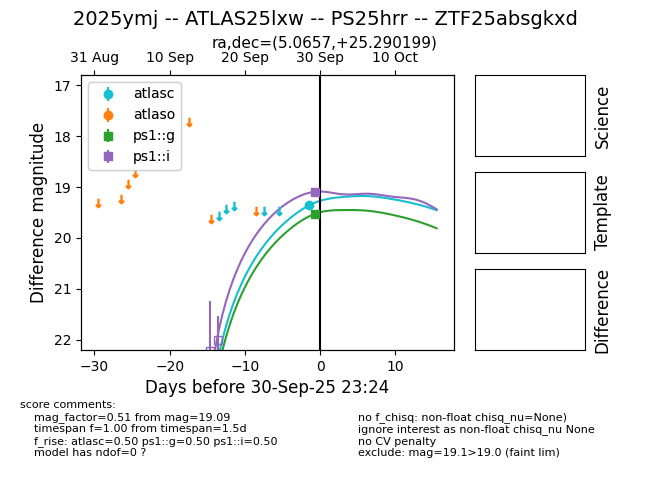 2025ymj -- ATLAS25lxw -- PS25hrr -- ZTF25absgkxd
ra,dec=(5.0657,+25.290199)
31 Aug 10 Sep 20 Sep 30 Sep 10 Oct
atlasc
atlaso
ps1::g
ps1::i
17
18
19
20
21
22
Difference magnitude
−30 −20 −10 0 10
Days before 30-Sep-25 23:24
Science
Template
Difference
score comments:
mag_factor=0.51 from mag=19.09
timespan f=1.00 from timespan=1.5d
f_rise: atlasc=0.50 ps1::g=0.50 ps1::i=0.50
model has ndof=0 ?
no f_chisq: non-float chisq_nu=None)
ignore interest as non-float chisq_nu None
no CV penalty
exclude: mag=19.1>19.0 (faint lim)